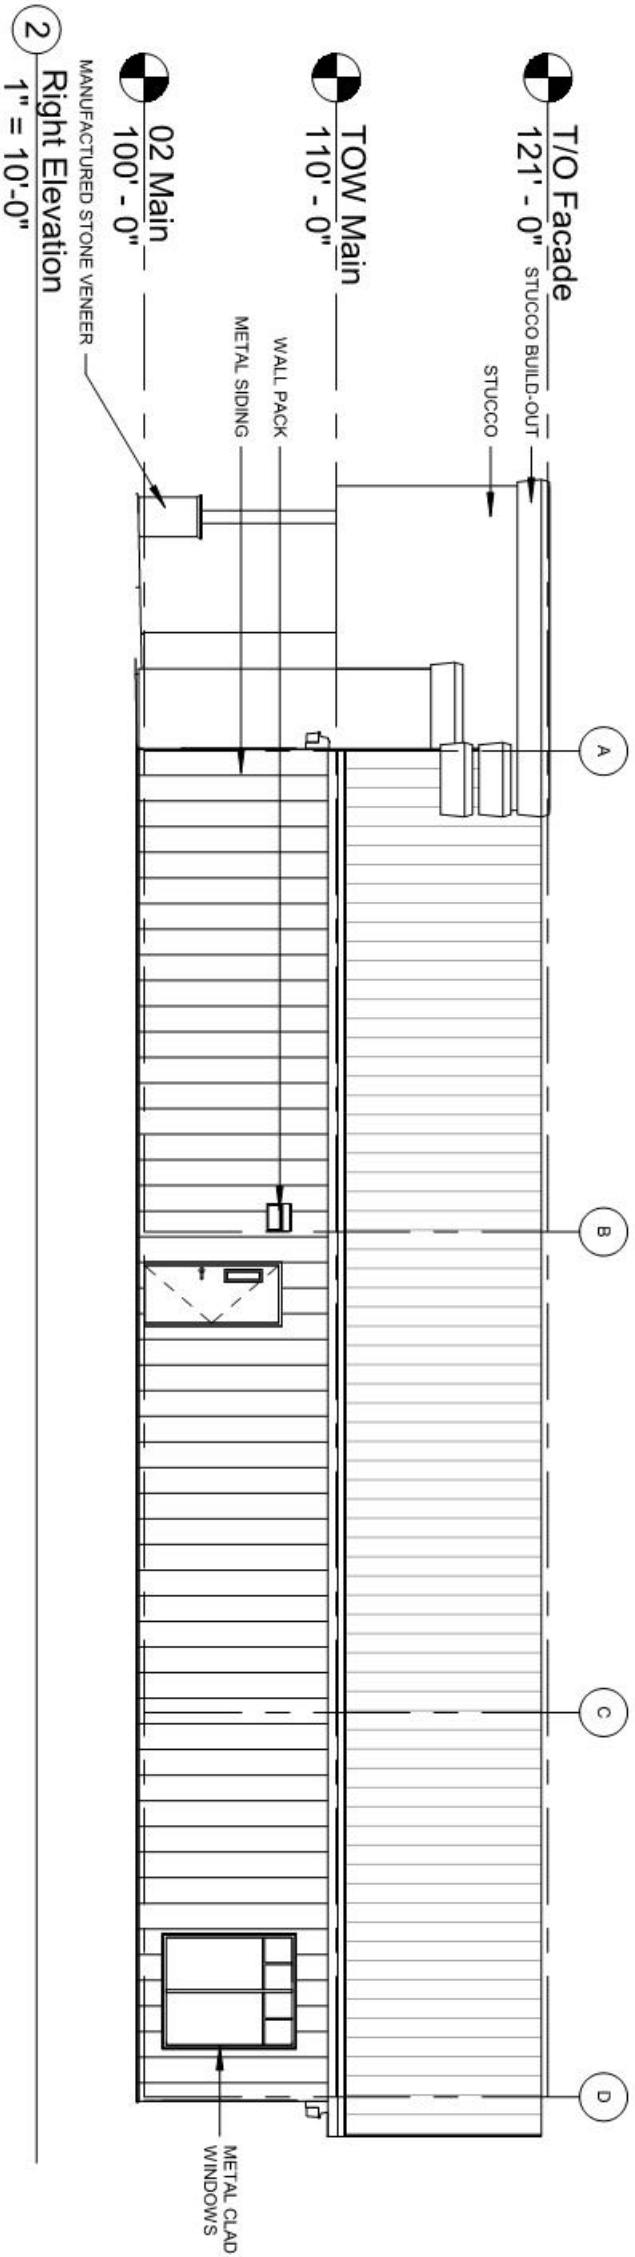 T/O Facade
121' - 0"
STUCCO BUILD-OUT
STUCCO
TOW Main
110' - 0"
WALL PACK
METAL SIDING
02 Main
100' - 0"
MANUFACTURED STONE VENEER
A
B
C
D
METAL CLAD
WINDOWS
2
Right Elevation
1" = 10'-0"